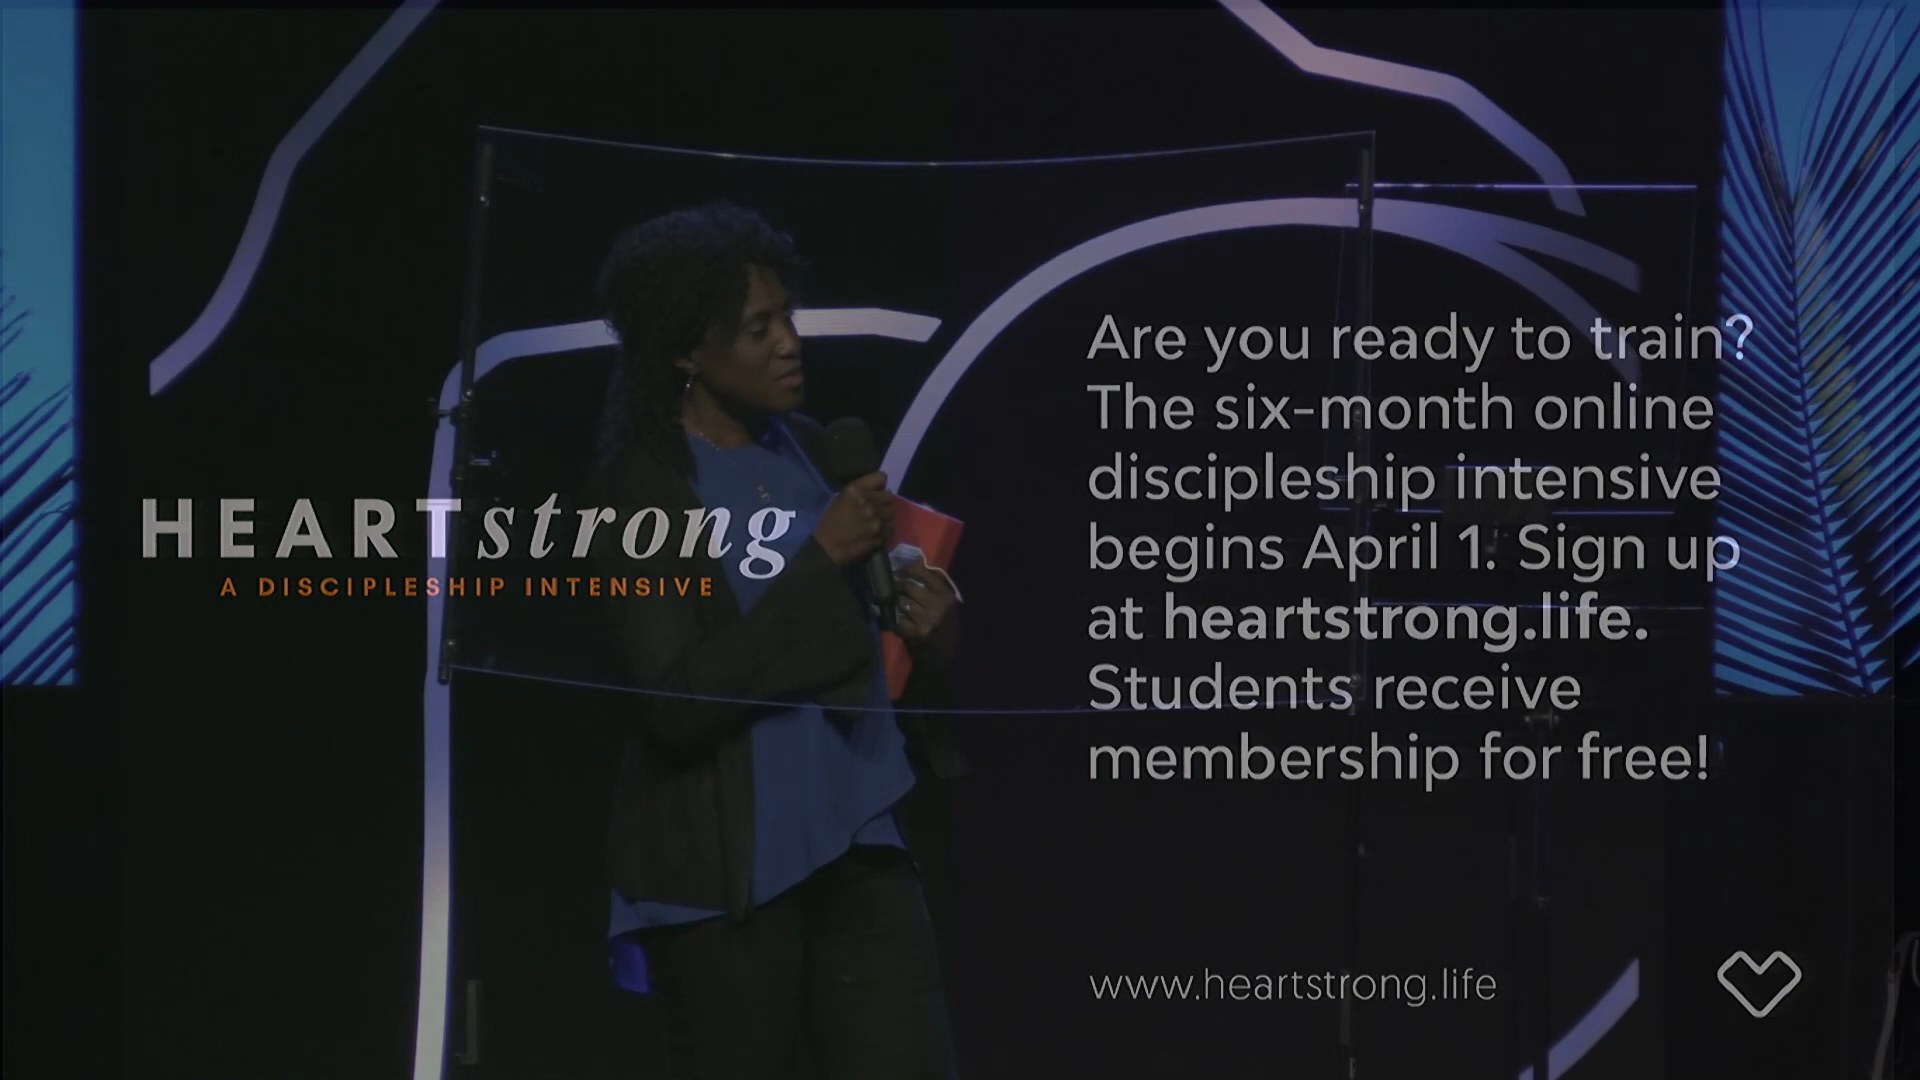 HEARTstrong
A DISCIPLESHIP INTENSIVE
Are you ready to train?
The six-month online
discipleship intensive
begins April 1. Sign up
at heartstrong.life.
Students receive
membership for free!
www.heartstrong.life